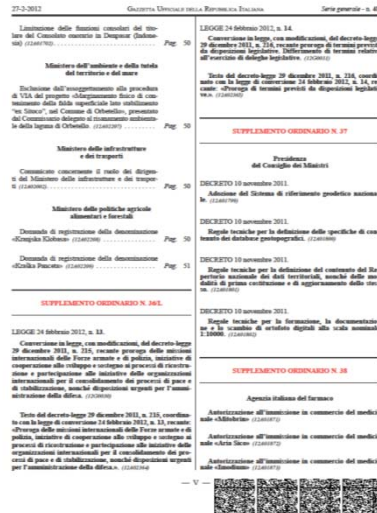 27-2-2012 GAZZETTA UFFICIALE DELLA REPUBBLICA ITALIANA Serie generale - n. 48
Limitazione delle funzioni consolari del tito-
lare del Consolato onorario in Denpasar (Indone-
sia) (12A01702) Pag. 50
Ministero dell'ambiente e della tutela
del territorio e del mare
Esclusione dall'assoggettamento alla procedura
di VIA del progetto «Marginamento fisico di con-
tenimento della falda superficiale lato stabilimento
"ex Sitoco", nel Comune di Orbetello», presentato
dal Commissario delegato al risanamento ambienta-
le della laguna di Orbetello. (12A02207) Pag. 50
Ministero delle infrastrutture
e dei trasporti
Comunicato concernente il ruolo dei dirigen-
ti del Ministero delle infrastrutture e dei traspor-
ti Pag. 50
Ministero delle politiche agricole
alimentari e forestali
Domanda di registrazione della denominazione
«Kranjska Klobasa» (12A02208) Pag. 50
Domanda di registrazione della denominazione
«Kraška Panceta» (12A02209) Pag. 51
SUPPLEMENTO ORDINARIO N. 36/L
LEGGE 24 febbraio 2012, n. 13.
Conversione in legge, con modificazioni, del decreto-legge
29 dicembre 2011, n. 215, recante proroga delle missioni
internazionali delle Forze armate e di polizia, iniziative di
cooperazione allo sviluppo e sostegno ai processi di ricostru-
zione e partecipazione alle iniziative delle organizzazioni
internazionali per il consolidamento dei processi di pace e
di stabilizzazione, nonché disposizioni urgenti per l'ammi-
nistrazione della difesa. (12G0030)
Testo del decreto-legge 29 dicembre 2011, n. 215, coordina-
to con la legge di conversione 24 febbraio 2012, n. 13, recante:
«Proroga delle missioni internazionali delle Forze armate e di
polizia, iniziative di cooperazione allo sviluppo e sostegno ai
processi di ricostruzione e partecipazione alle iniziative delle
organizzazioni internazionali per il consolidamento dei pro-
cessi di pace e di stabilizzazione, nonché disposizioni urgenti
per l'amministrazione della difesa.». (12A02364)
LEGGE 24 febbraio 2012, n. 14.
Conversione in legge, con modificazioni, del decreto-legge
29 dicembre 2011, n. 216, recante proroga di termini previsti
da disposizioni legislative. Differimento di termini relativi
all'esercizio di deleghe legislative.
Testo del decreto-legge 29 dicembre 2011, n. 216, coordi-
nato con la legge di conversione 24 febbraio 2012, n. 14, re-
cante: «Proroga di termini previsti da disposizioni legislati-
ve.».
SUPPLEMENTO ORDINARIO N. 37
Presidenza
del Consiglio dei Ministri
DECRETO 10 novembre 2011.
Adozione del Sistema di riferimento geodetico naziona-
le. (12A01799)
DECRETO 10 novembre 2011.
Regole tecniche per la definizione delle specifiche di con-
tenuto dei database geotopografici. (12A01800)
DECRETO 10 novembre 2011.
Regole tecniche per la definizione del contenuto del Re-
pertorio nazionale dei dati territoriali, nonché delle mo-
dalità di prima costituzione e di aggiornamento dello stes-
so. (12A01801)
DECRETO 10 novembre 2011.
Regole tecniche per la formazione, la documentazio-
ne e lo scambio di ortofoto digitali alla scala nominale
1:10000. (12A01802)
SUPPLEMENTO ORDINARIO N. 38
Agenzia italiana del farmaco
Autorizzazione all'immissione in commercio del medici-
nale
Autorizzazione all'immissione in commercio del medici-
nale
Autorizzazione all'immissione in commercio del medici-
nale
— V —